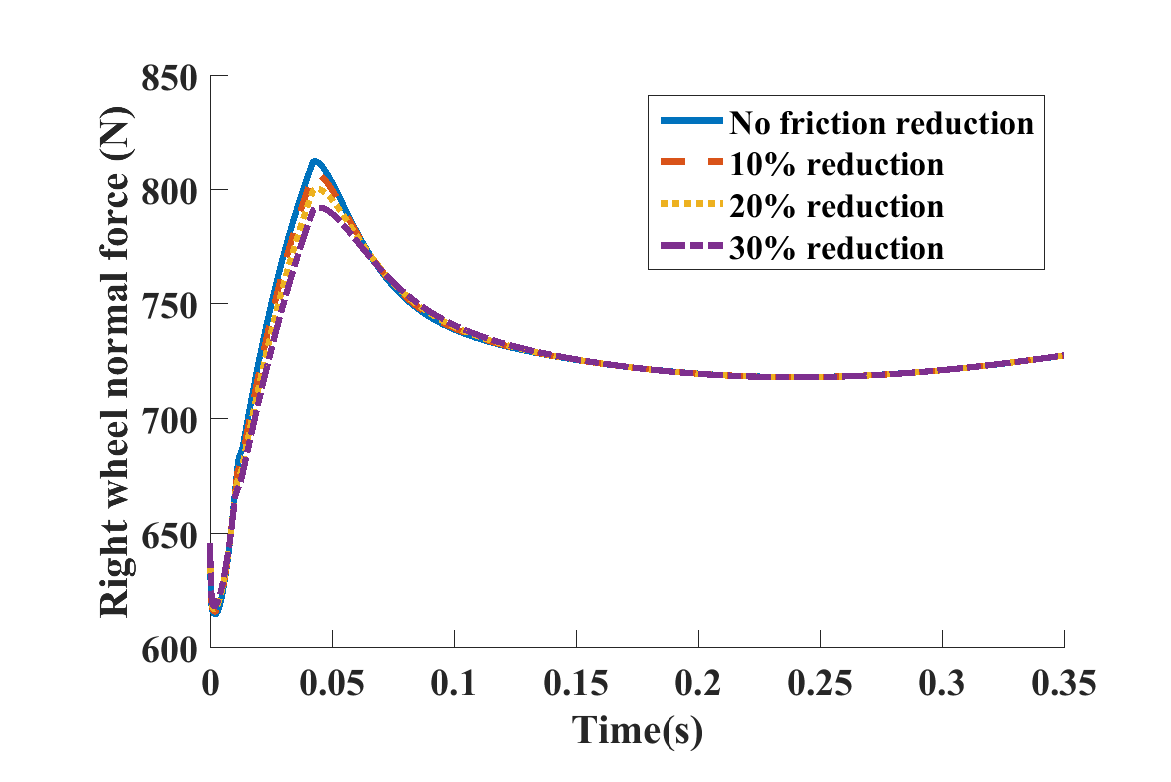 Right wheel normal force (N)
850
800
750
700
650
600
No friction reduction
10% reduction
20% reduction
30% reduction
0
0.05
0.1
0.15
0.2
0.25
0.3
0.35
Time(s)